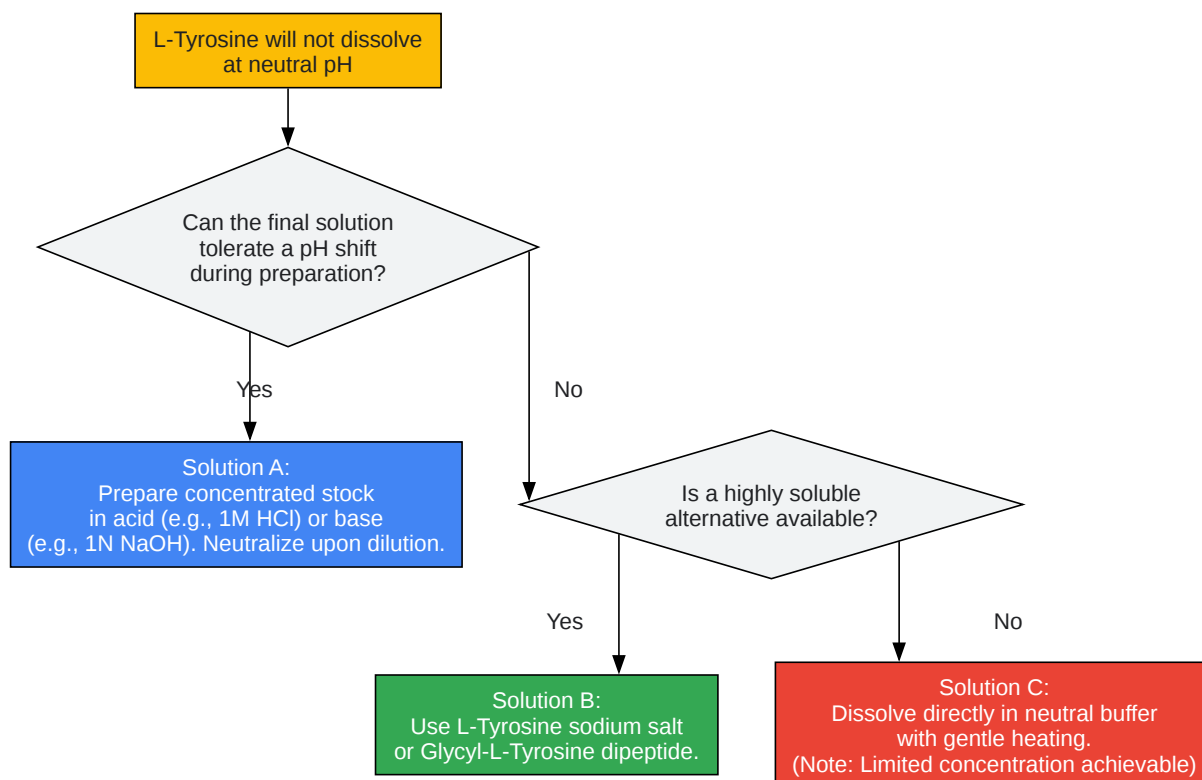 L-Tyrosine will not dissolve
at neutral pH
Can the final solution
tolerate a pH shift
during preparation?
Yes
No
Solution A:
Prepare concentrated stock
in acid (e.g., 1M HCl) or base
(e.g., 1N NaOH). Neutralize upon dilution.
Is a highly soluble
alternative available?
Yes
No
Solution B:
Use L-Tyrosine sodium salt
or Glycyl-L-Tyrosine dipeptide.
Solution C:
Dissolve directly in neutral buffer
with gentle heating.
(Note: Limited concentration achievable)